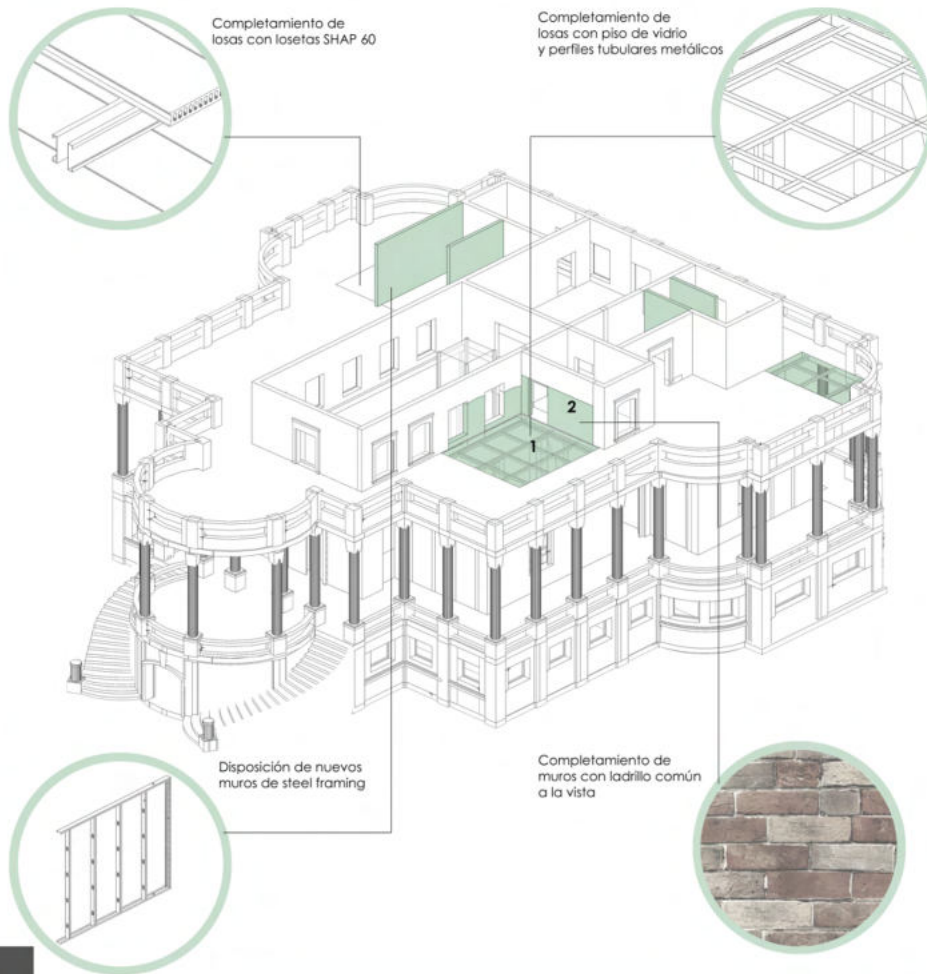 Completamiento de
losas con losetas SHAP 60
Completamiento de
losas con piso de vidrio
y perfiles tubulares metálicos
2
1
Disposición de nuevos
muros de steel framing
Completamiento de
muros con ladrillo común
a la vista